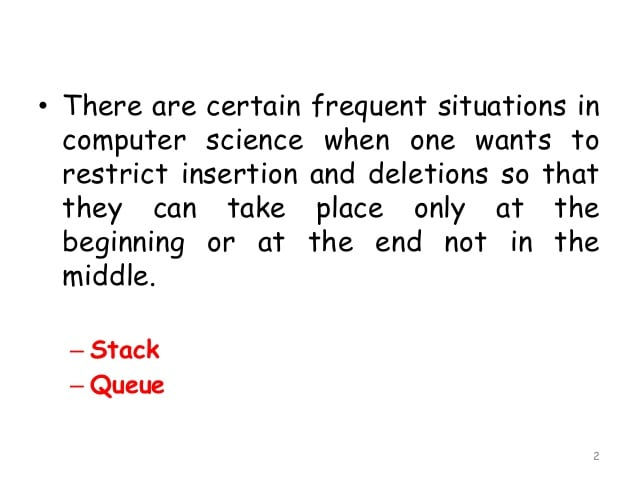 • There are certain frequent situations in
computer science when one wants to
restrict insertion and deletions so that
they can take place only at the
beginning or at the end not in the
middle.
– Stack
– Queue
2